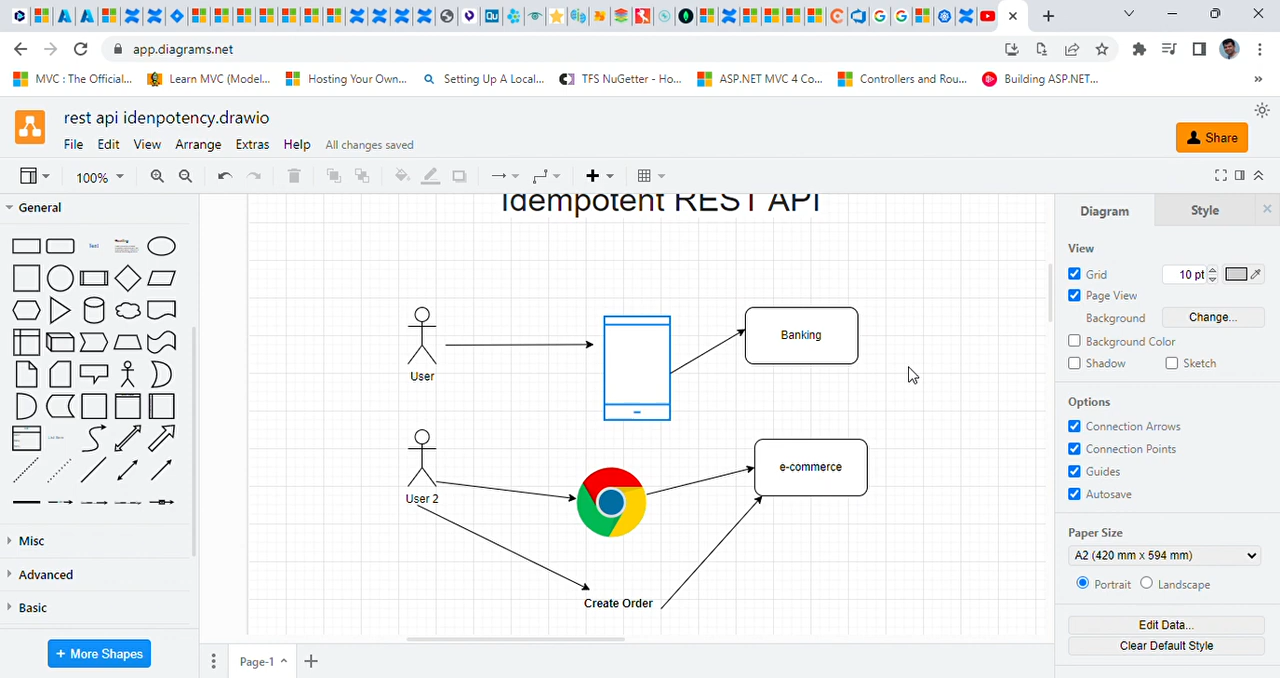 app.diagrams.net
MVC : The Official...
Learn MVC (Model...
Hosting Your Own...
Setting Up A Local...
TFS NuGetter - Ho...
ASP.NET MVC 4 Co...
Controllers and Rou...
Building ASP.NET...
»
rest api idenpotency.drawio
File Edit View Arrange Extras Help All changes saved
Share
100%
General
Text
Heading
Misc
Advanced
Basic
+ More Shapes
Idempotent REST API
User
Banking
User 2
e-commerce
Create Order
Page-1
Diagram
Style
View
Grid
10 pt
Page View
Background
Change...
Background Color
Shadow
Sketch
Options
Connection Arrows
Connection Points
Guides
Autosave
Paper Size
A2 (420 mm x 594 mm)
Portrait
Landscape
Edit Data...
Clear Default Style